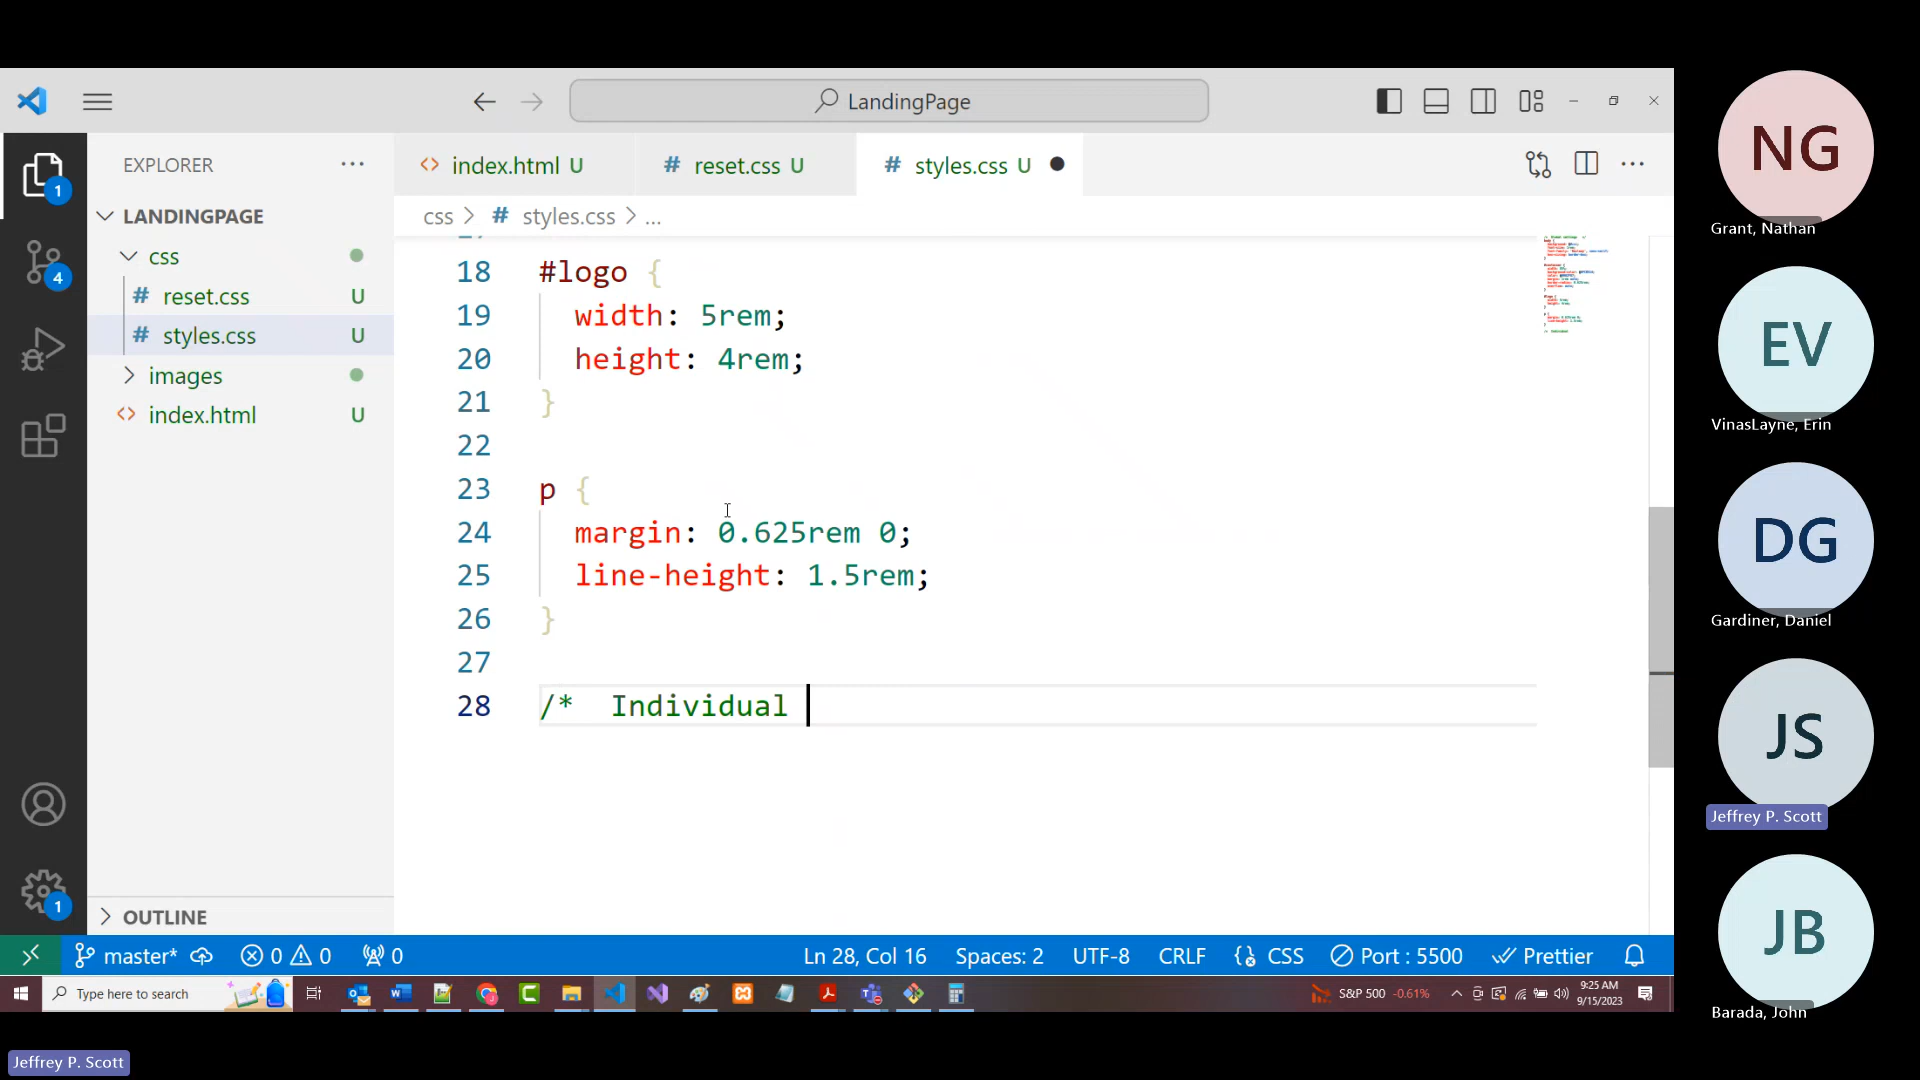 LandingPage
EXPLORER
LANDINGPAGE
css
# reset.css U
# styles.css U
images
<> index.html U
OUTLINE
<> index.html U
# reset.css U
# styles.css U
css > # styles.css > ...
18 #logo {
19 width: 5rem;
20 height: 4rem;
21 }
22
23 p {
24 margin: 0.625rem 0;
25 line-height: 1.5rem;
26 }
27
28 /*  Individual
1
4
1
master* 0 0 0
Ln 28, Col 16 Spaces: 2 UTF-8 CRLF CSS Port : 5500 Prettier
Type here to search
S&P 500 -0.61%
9:25 AM
9/15/2023
NG
Grant, Nathan
EV
VinasLayne, Erin
DG
Gardiner, Daniel
JS
Jeffrey P. Scott
JB
Barada, John
Jeffrey P. Scott